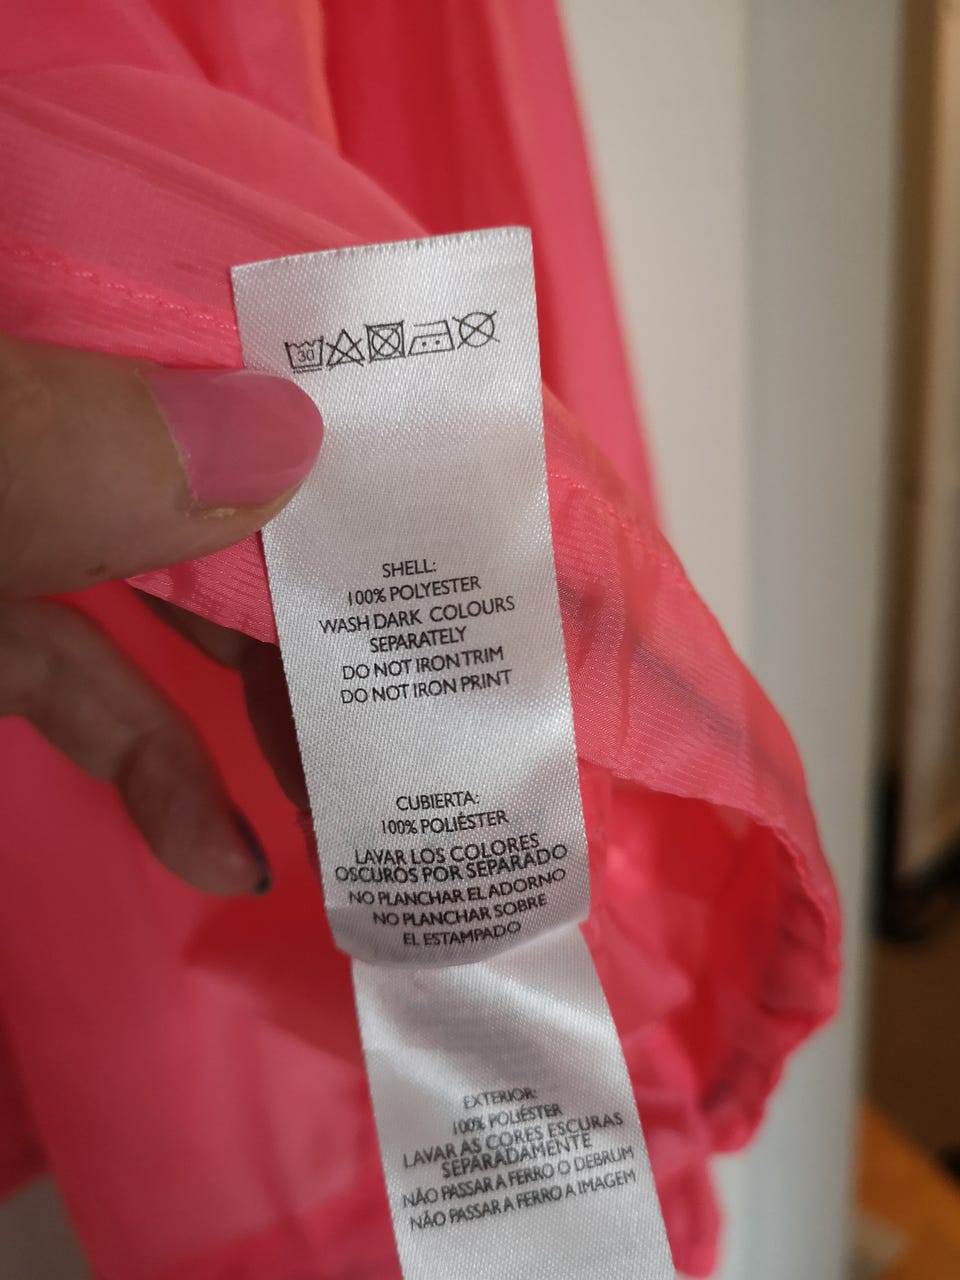 30
SHELL:
100% POLYESTER
WASH DARK COLOURS
SEPARATELY
DO NOT IRON TRIM
DO NOT IRON PRINT
CUBIERTA:
100% POLIÉSTER
LAVAR LOS COLORES
OSCUROS POR SEPARADO
NO PLANCHAR EL ADORNO
NO PLANCHAR SOBRE
EL ESTAMPADO
EXTERIOR:
100% POLIÉSTER
LAVAR AS CORES ESCURAS
SEPARADAMENTE
NÃO PASSAR A FERRO O DEBRUM
NÃO PASSAR A FERRO A IMAGEM